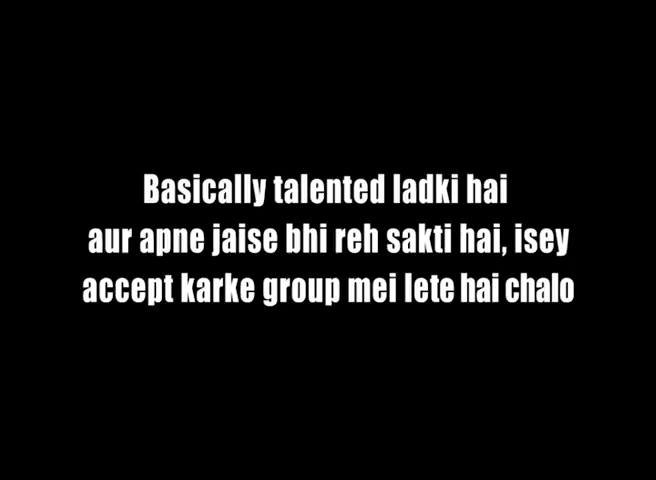 Basically talented ladki hai
aur apne jaise bhi reh sakti hai, isey
accept karke group mei lete hai chalo